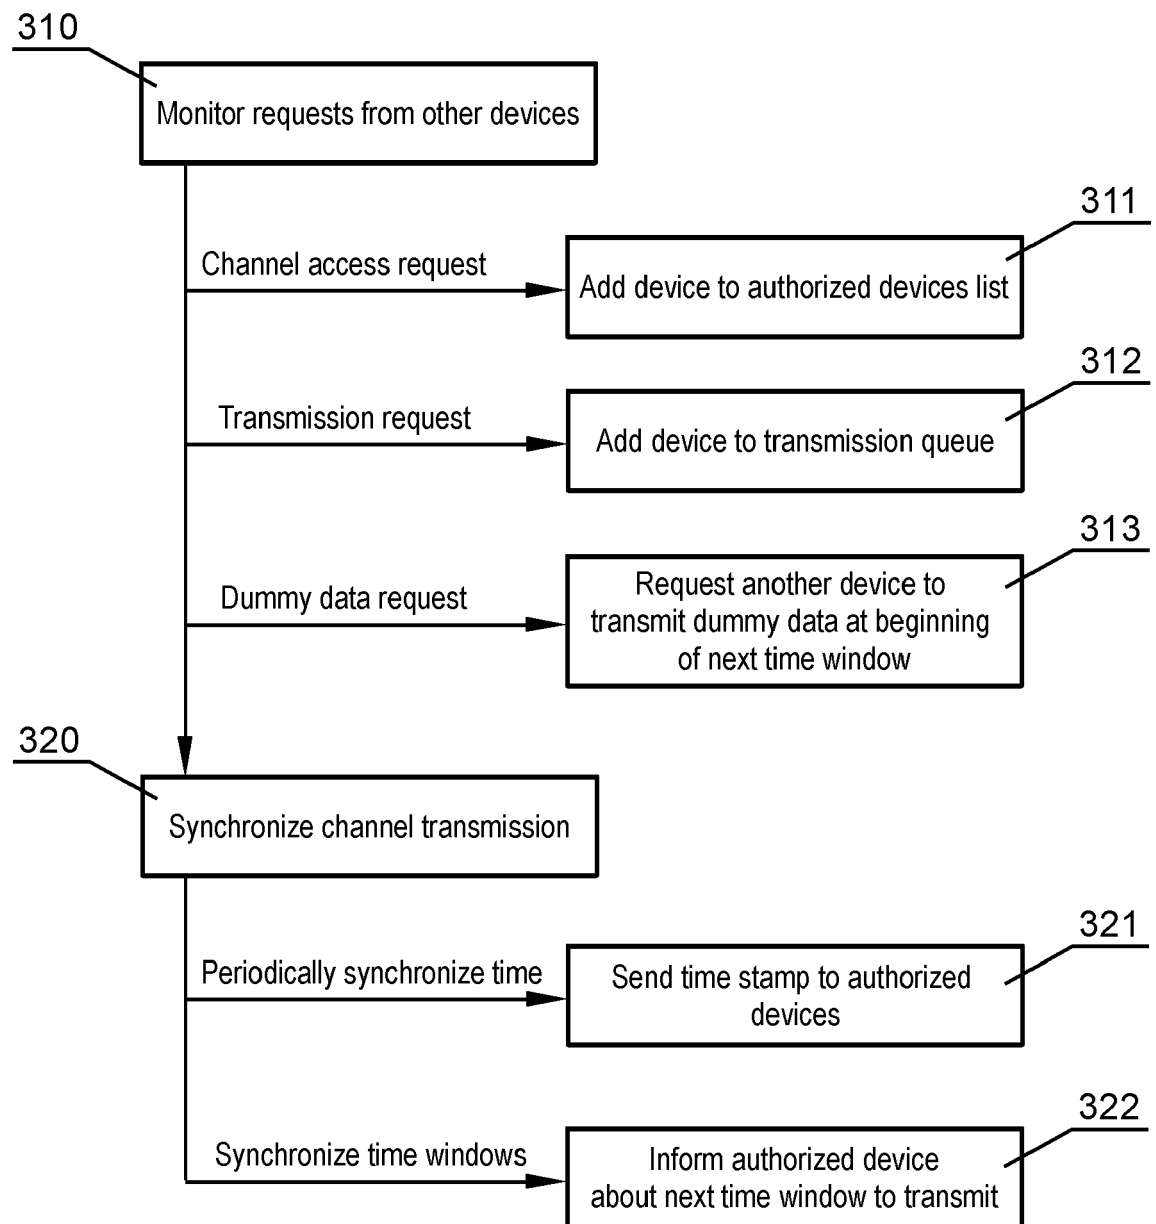 310
Monitor requests from other devices
311
Channel access request
Add device to authorized devices list
312
Transmission request
Add device to transmission queue
313
Dummy data request
Request another device to
transmit dummy data at beginning
of next time window
320
Synchronize channel transmission
321
Periodically synchronize time
Send time stamp to authorized
devices
322
Synchronize time windows
Inform authorized device
about next time window to transmit